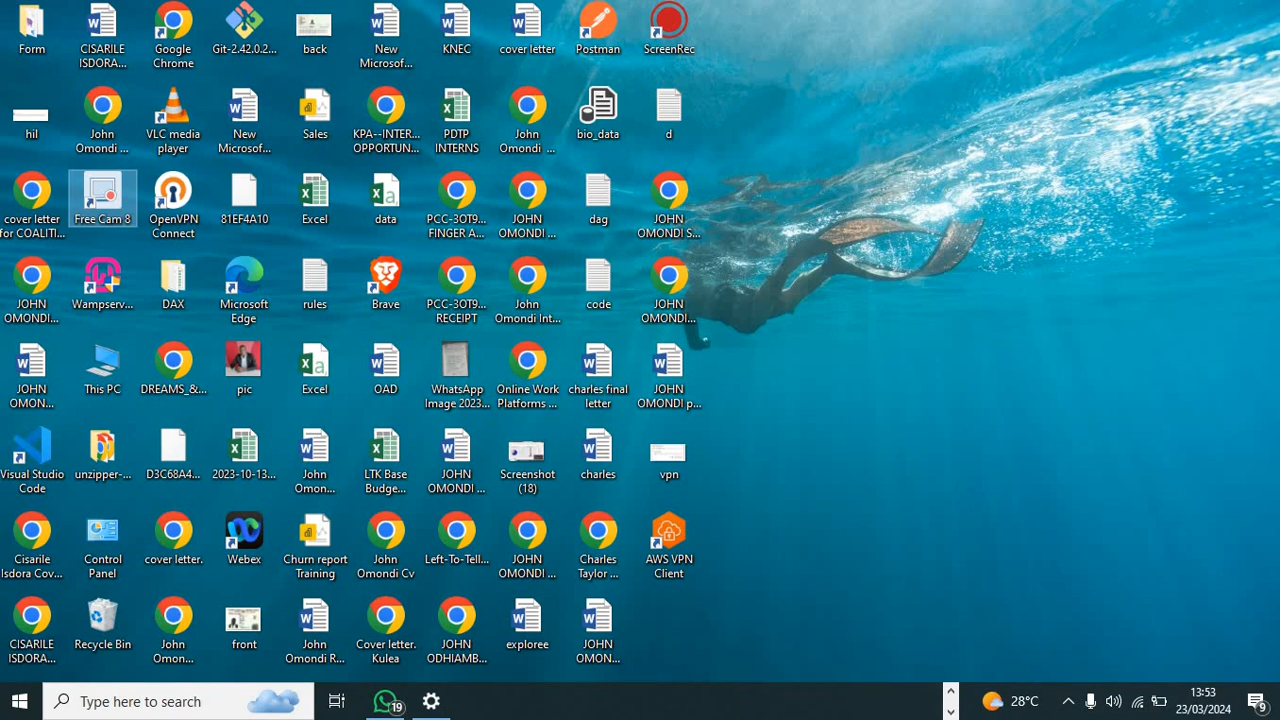 Form
CISARILE
ISDORA...
Google
Chrome
Git-2.42.0.2...
back
New
Microsof...
KNEC
cover letter
Postman
ScreenRec
hil
John
Omondi ...
VLC media
player
New
Microsof...
Sales
KPA--INTER...
OPPORTUN...
PDTP
INTERNS
John
Omondi ...
bio_data
d
cover letter
for COALITI...
Free Cam 8
OpenVPN
Connect
81EF4A10
Excel
data
PCC-3OT9...
FINGER A...
JOHN
OMONDI ...
dag
JOHN
OMONDI S...
JOHN
OMONDI...
Wampserv...
DAX
Microsoft
Edge
rules
Brave
PCC-3OT9...
RECEIPT
John
Omondi Int...
code
JOHN
OMONDI...
JOHN
OMON...
This PC
DREAMS_&...
pic
Excel
OAD
WhatsApp
Image 2023...
Online Work
Platforms ...
charles final
letter
JOHN
OMONDI p...
Visual Studio
Code
unzipper-...
D3C68A4...
2023-10-13...
John
Omon...
LTK Base
Budge...
JOHN
OMONDI ...
Screenshot
(18)
charles
vpn
Cisarile
Isdora Cov...
Control
Panel
cover letter.
Webex
Churn report
Training
John
Omondi Cv
Left-To-Tell...
JOHN
OMONDI ...
Charles
Taylor ...
AWS VPN
Client
CISARILE
ISDORA...
Recycle Bin
John
Omon...
front
John
Omondi R...
Cover letter.
Kulea
JOHN
ODHIAMB...
exploree
JOHN
OMON...
Type here to search
19
28°C
13:53
23/03/2024
9